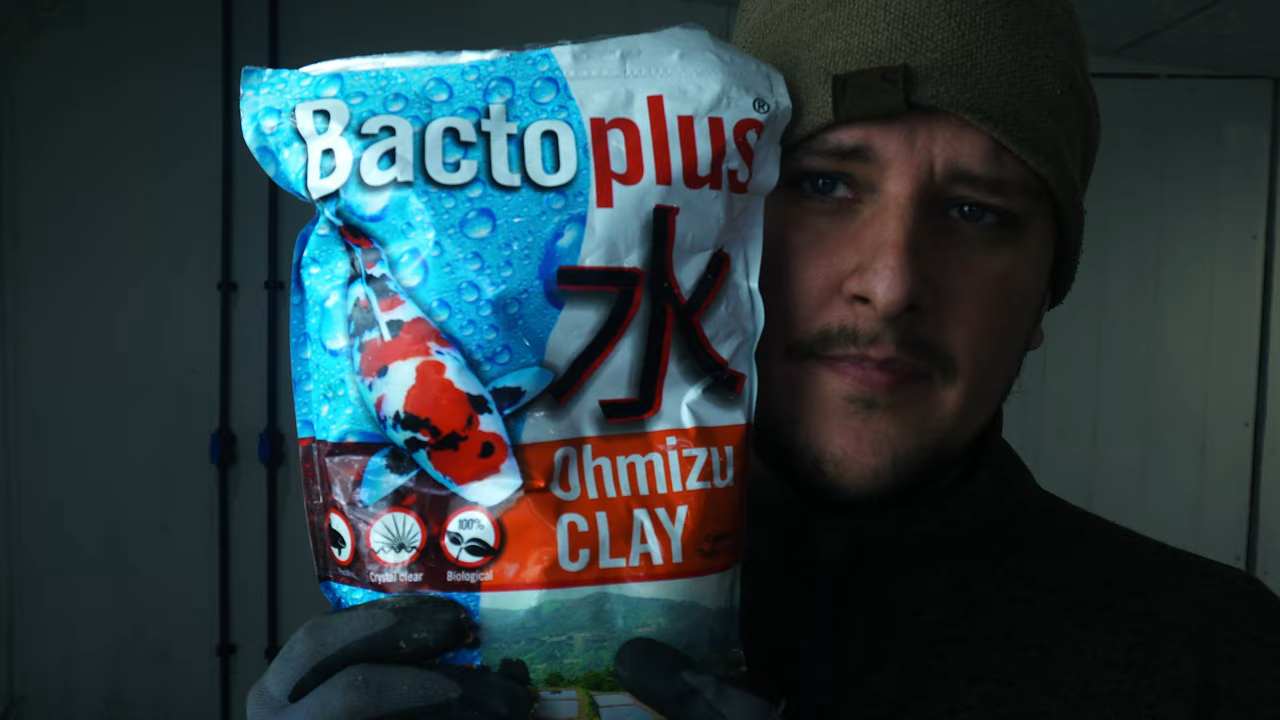 Bactoplus®
水
Ohmizu
CLAY
100%
Crystal clear
Biological